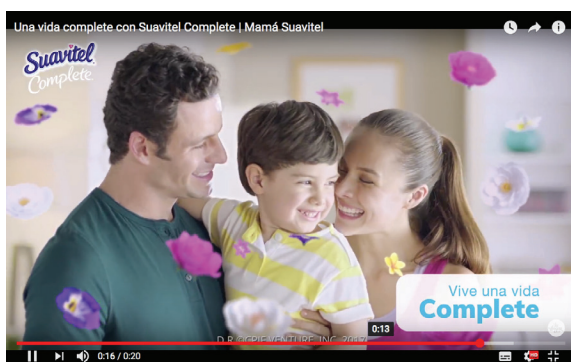 Una vida complete con Suavitel Complete | Mamá Suavitel
Suavitel
Complete
Vive una vida
Complete
0:13
0:16 / 0:20